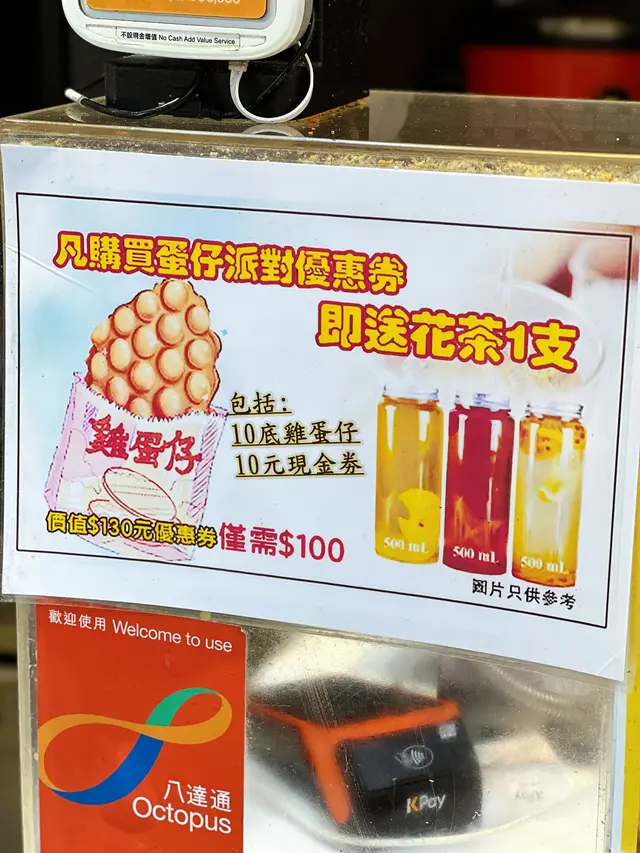 不設現金增值 No Cash Add Value Service
凡購買蛋仔派對優惠券
即送花茶1支
雞蛋仔
包括:
10底雞蛋仔
10元現金券
價值$130元優惠券僅需$100
500 mL
500 mL
500 mL
圖片只供參考
歡迎使用 Welcome to use
八達通
Octopus
KPay